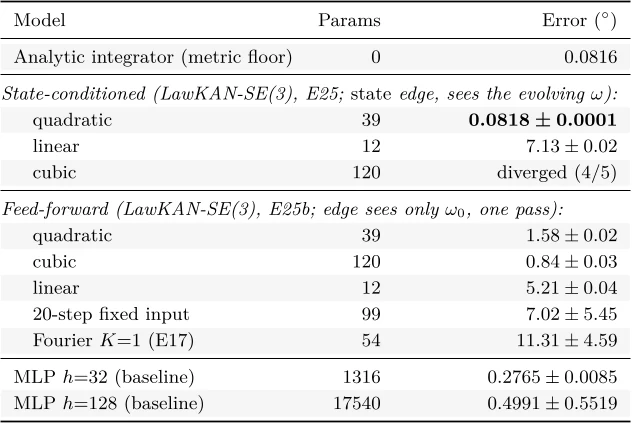 Model Params Error (°)
Analytic integrator (metric floor) 0 0.0816
State-conditioned (LawKAN-SE(3), E25; state edge, sees the evolving ω):
quadratic 39 0.0818 ± 0.0001
linear 12 7.13 ± 0.02
cubic 120 diverged (4/5)
Feed-forward (LawKAN-SE(3), E25b; edge sees only ω₀, one pass):
quadratic 39 1.58 ± 0.02
cubic 120 0.84 ± 0.03
linear 12 5.21 ± 0.04
20-step fixed input 99 7.02 ± 5.45
Fourier K=1 (E17) 54 11.31 ± 4.59
MLP h=32 (baseline) 1316 0.2765 ± 0.0085
MLP h=128 (baseline) 17540 0.4991 ± 0.5519